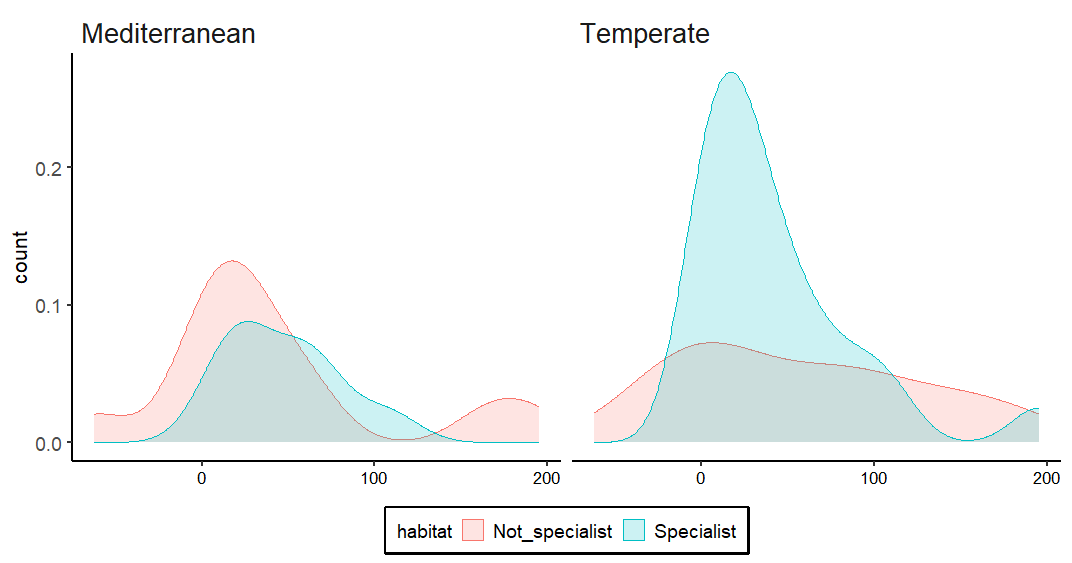 Mediterranean
Temperate
count
0.2
0.1
0.0
0 100 200
0 100 200
habitat Not_specialist Specialist